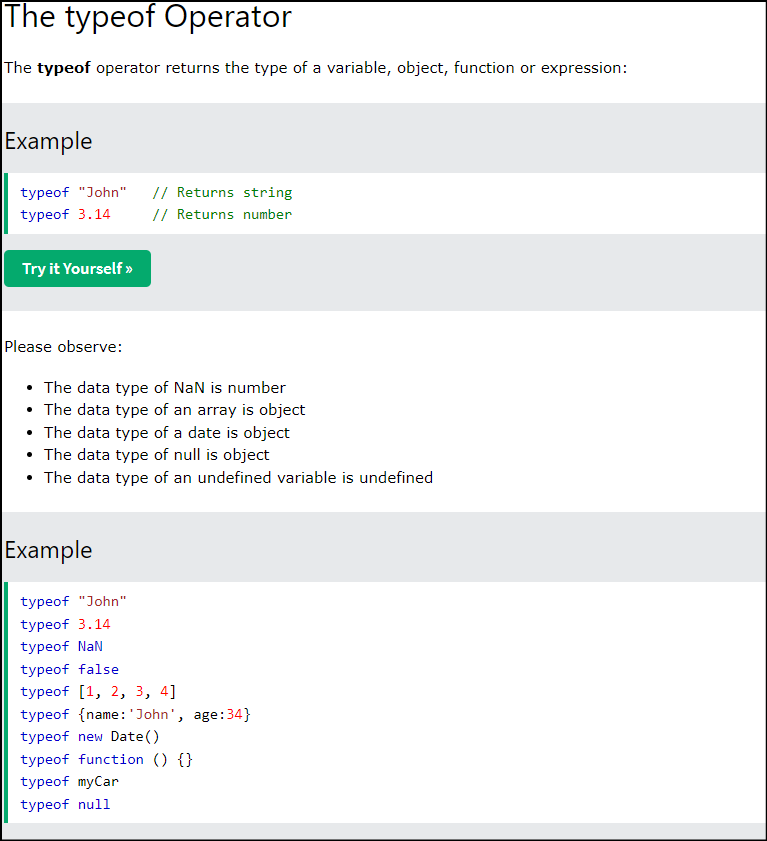 The typeof Operator
The typeof operator returns the type of a variable, object, function or expression:
Example
typeof "John"   // Returns string
typeof 3.14     // Returns number
Try it Yourself »
Please observe:
• The data type of NaN is number
• The data type of an array is object
• The data type of a date is object
• The data type of null is object
• The data type of an undefined variable is undefined
Example
typeof "John"
typeof 3.14
typeof NaN
typeof false
typeof [1, 2, 3, 4]
typeof {name:'John', age:34}
typeof new Date()
typeof function () {}
typeof myCar
typeof null